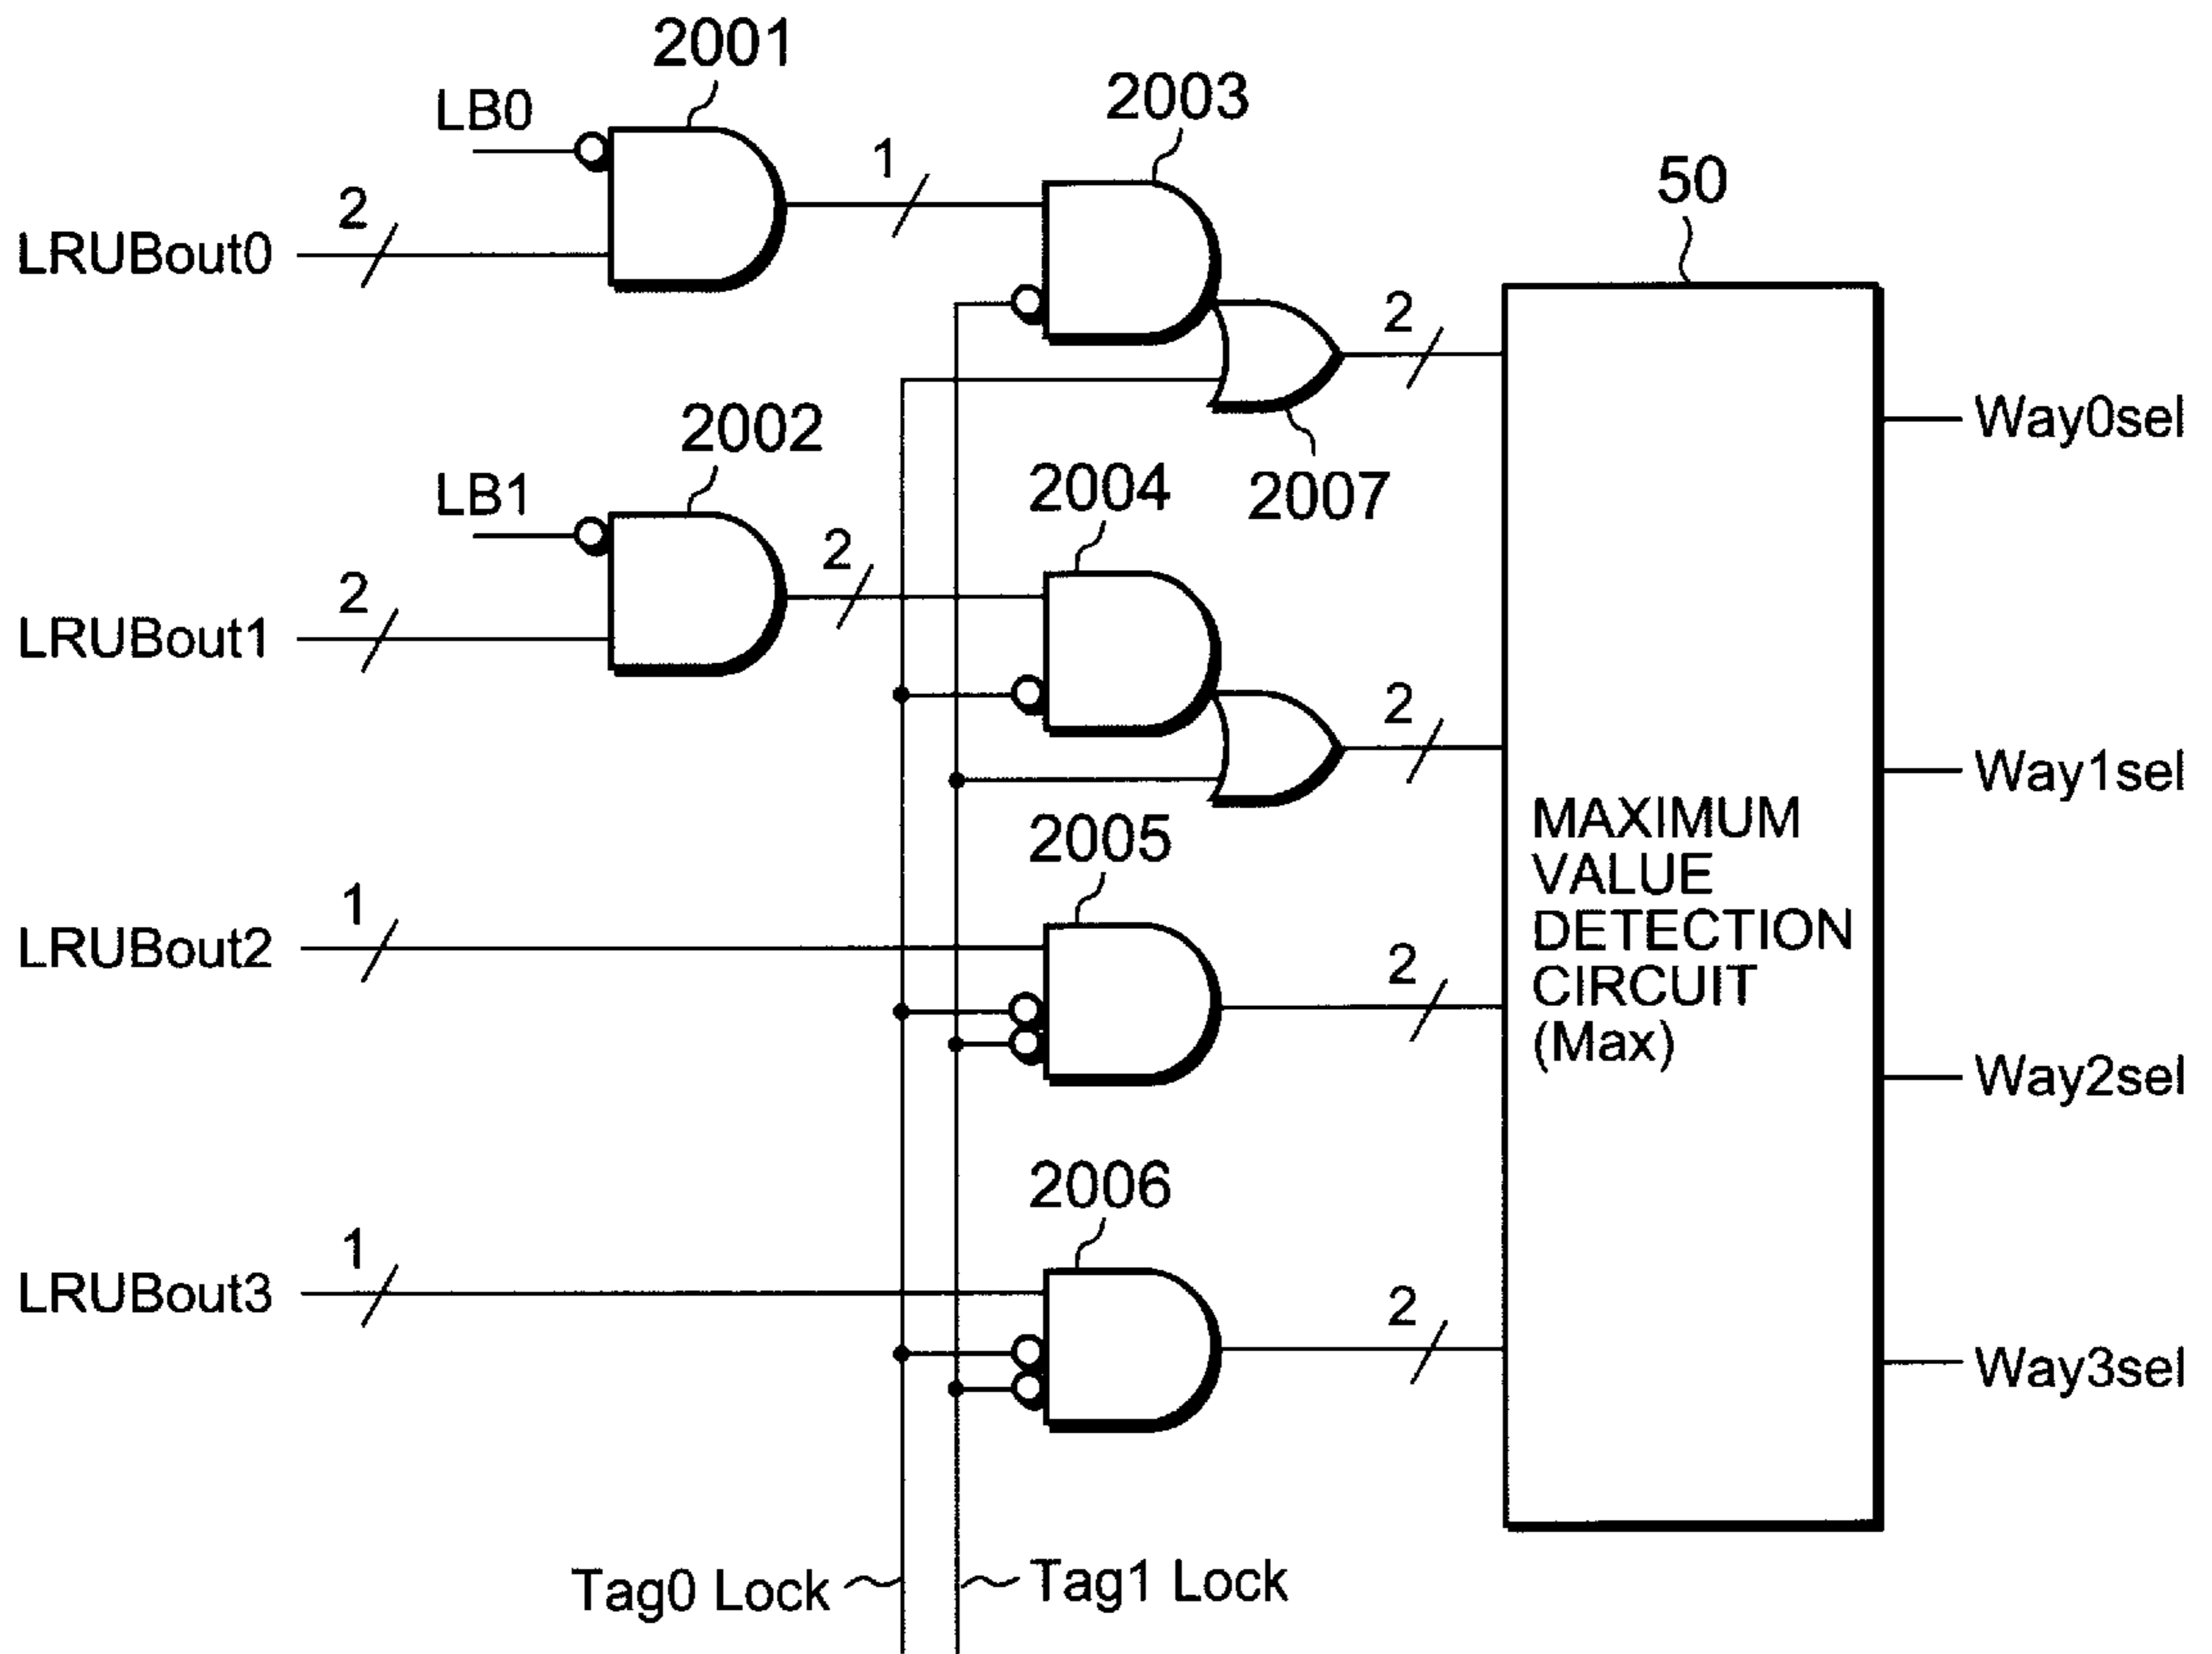 2001
LB0
2003
1
50
2
LRUBout0
2
Way0sel
2002
2004
2007
LB1
2
2
LRUBout1
2
Way1sel
MAXIMUM
VALUE
DETECTION
CIRCUIT
(Max)
2005
1
LRUBout2
2
Way2sel
2006
1
LRUBout3
2
Way3sel
Tag0 Lock
Tag1 Lock